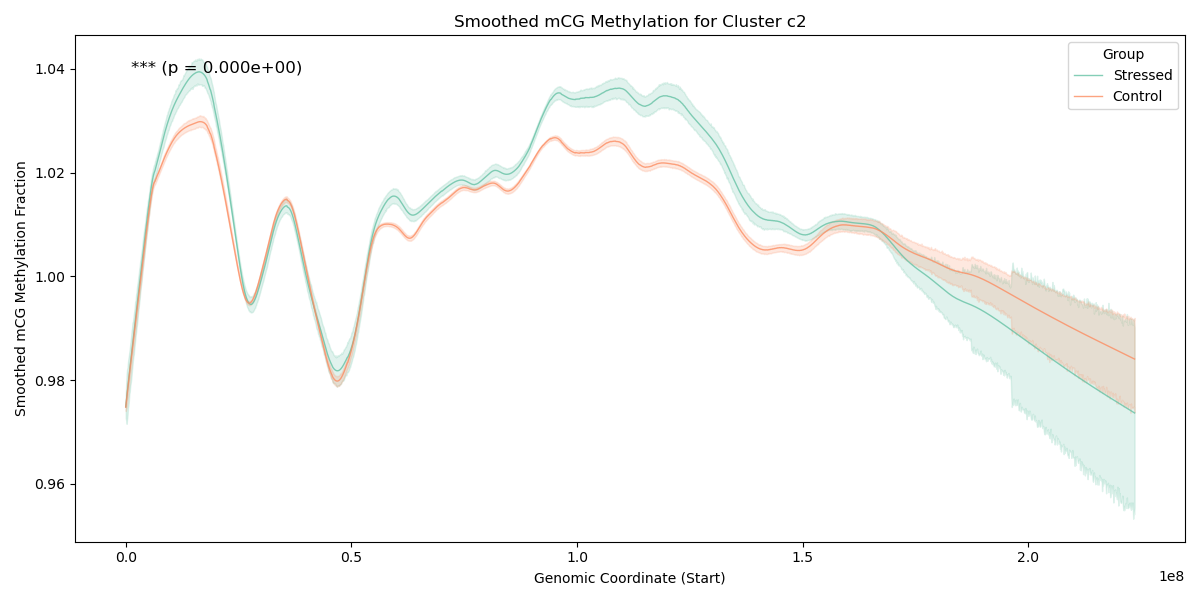 Smoothed mCG Methylation for Cluster c2
*** (p = 0.000e+00)
Group
Stressed
Control
Smoothed mCG Methylation Fraction
1.04
1.02
1.00
0.98
0.96
0.0
0.5
1.0
1.5
2.0
1e8
Genomic Coordinate (Start)